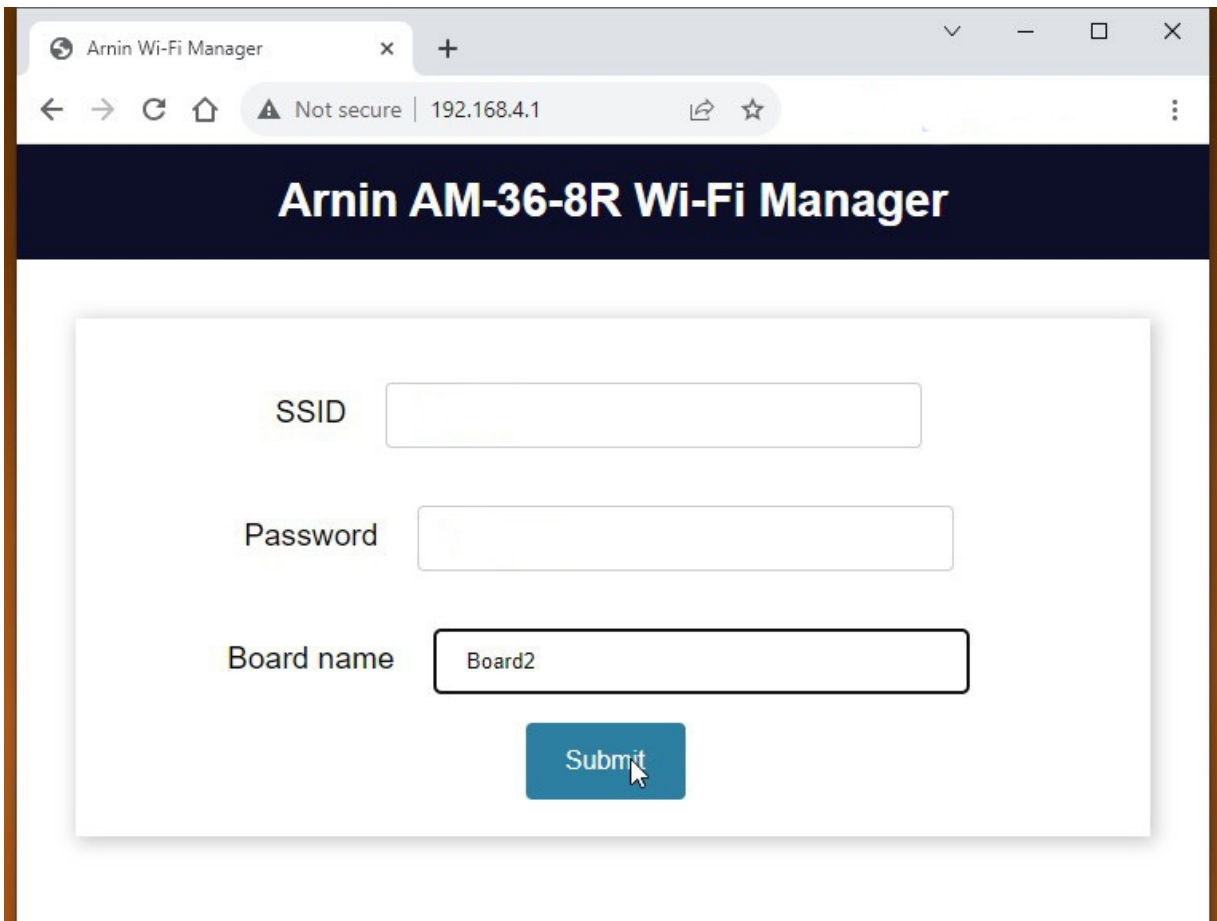 Arnin Wi-Fi Manager
Not secure 192.168.4.1
Arnin AM-36-8R Wi-Fi Manager
SSID
Password
Board name Board2
Submit